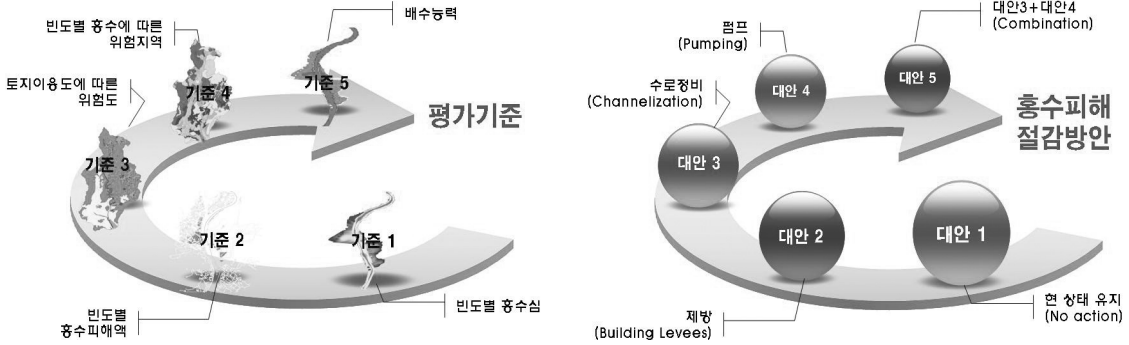 빈도별 홍수에 따른
위험지역
배수능력
토지이용도에 따른
위험도
기준 4
기준 5
평가기준
기준 3
기준 2
기준 1
빈도별
홍수피해액
빈도별 홍수심
대안3+대안4
(Combination)
펌프
(Pumping)
수로정비
(Channelization)
대안 4
대안 5
홍수피해
절감방안
대안 3
대안 2
대안 1
제방
(Building Levees)
현 상태 유지
(No action)